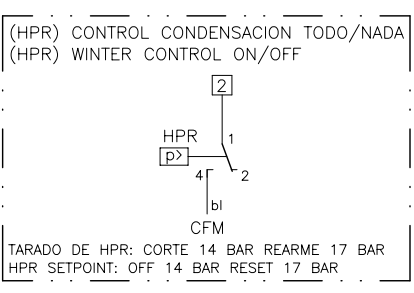 (HPR) CONTROL CONDENSACION TODO/NADA
(HPR) WINTER CONTROL ON/OFF
2
HPR
1
p>
4
2
bl
CFM
TARADO DE HPR: CORTE 14 BAR REARME 17 BAR
HPR SETPOINT: OFF 14 BAR RESET 17 BAR